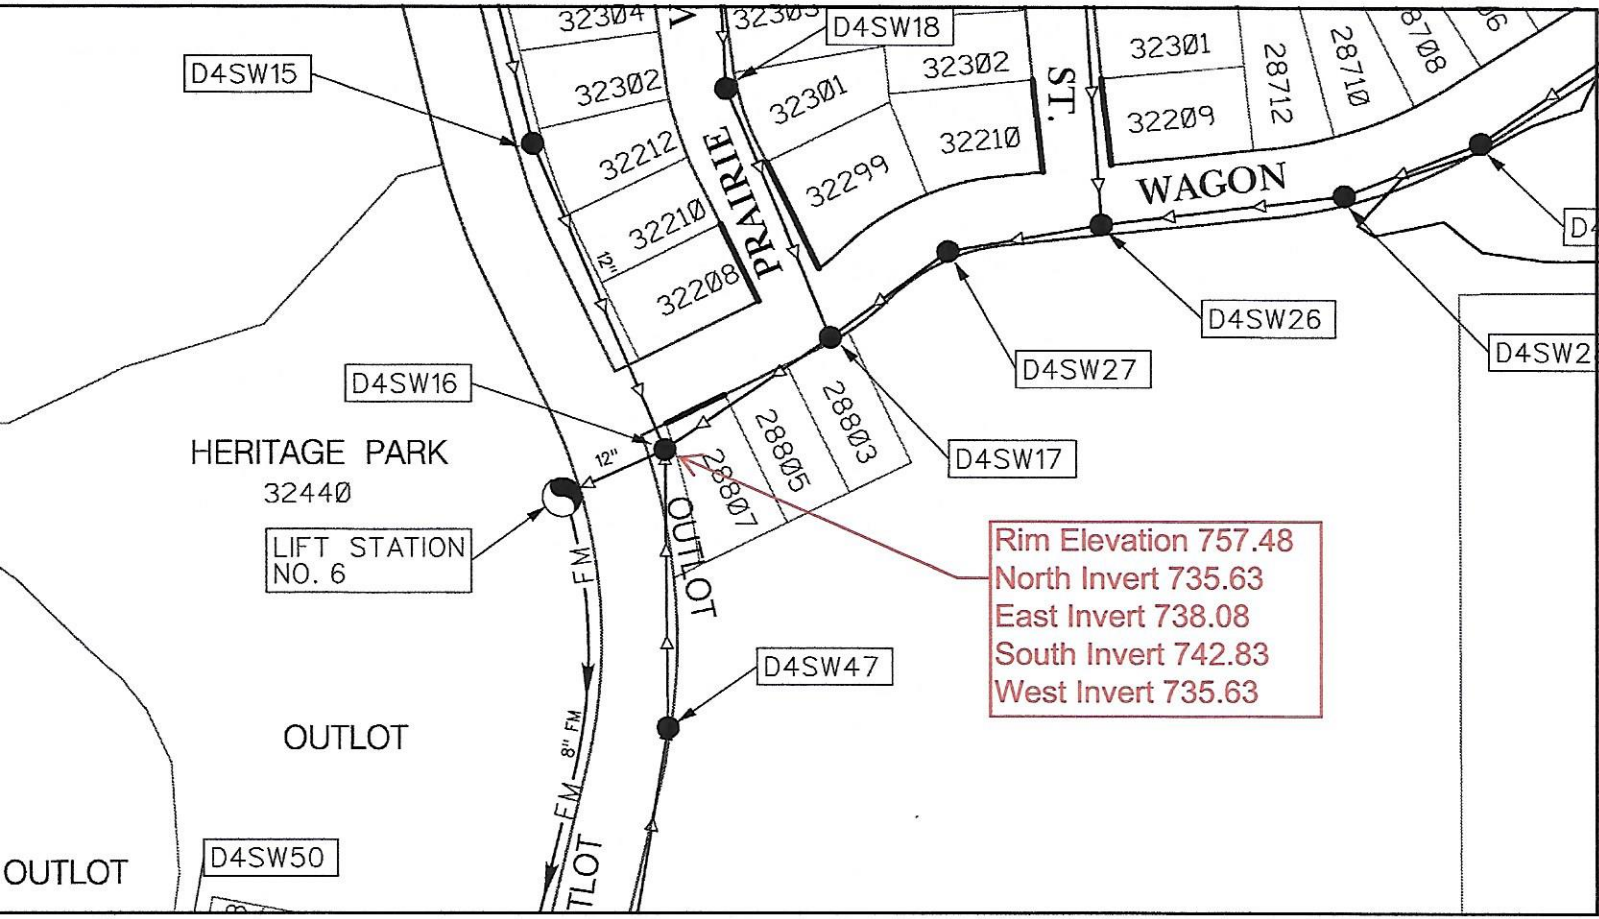 32304
32303
D4SW18
D4SW15
32302
32301
32302
ST.
32301
28712
28710
8708
06
32212
PRAIRIE
32299
32210
32209
WAGON
32210
12"
32208
D4
D4SW26
D4SW2
D4SW27
D4SW16
28803
28805
28807
D4SW17
HERITAGE PARK
32440
12"
LIFT STATION
NO. 6
FM
OUTLOT
Rim Elevation 757.48
North Invert 735.63
East Invert 738.08
South Invert 742.83
West Invert 735.63
D4SW47
OUTLOT
8" FM
FM
OUTLOT
D4SW50
TLOT